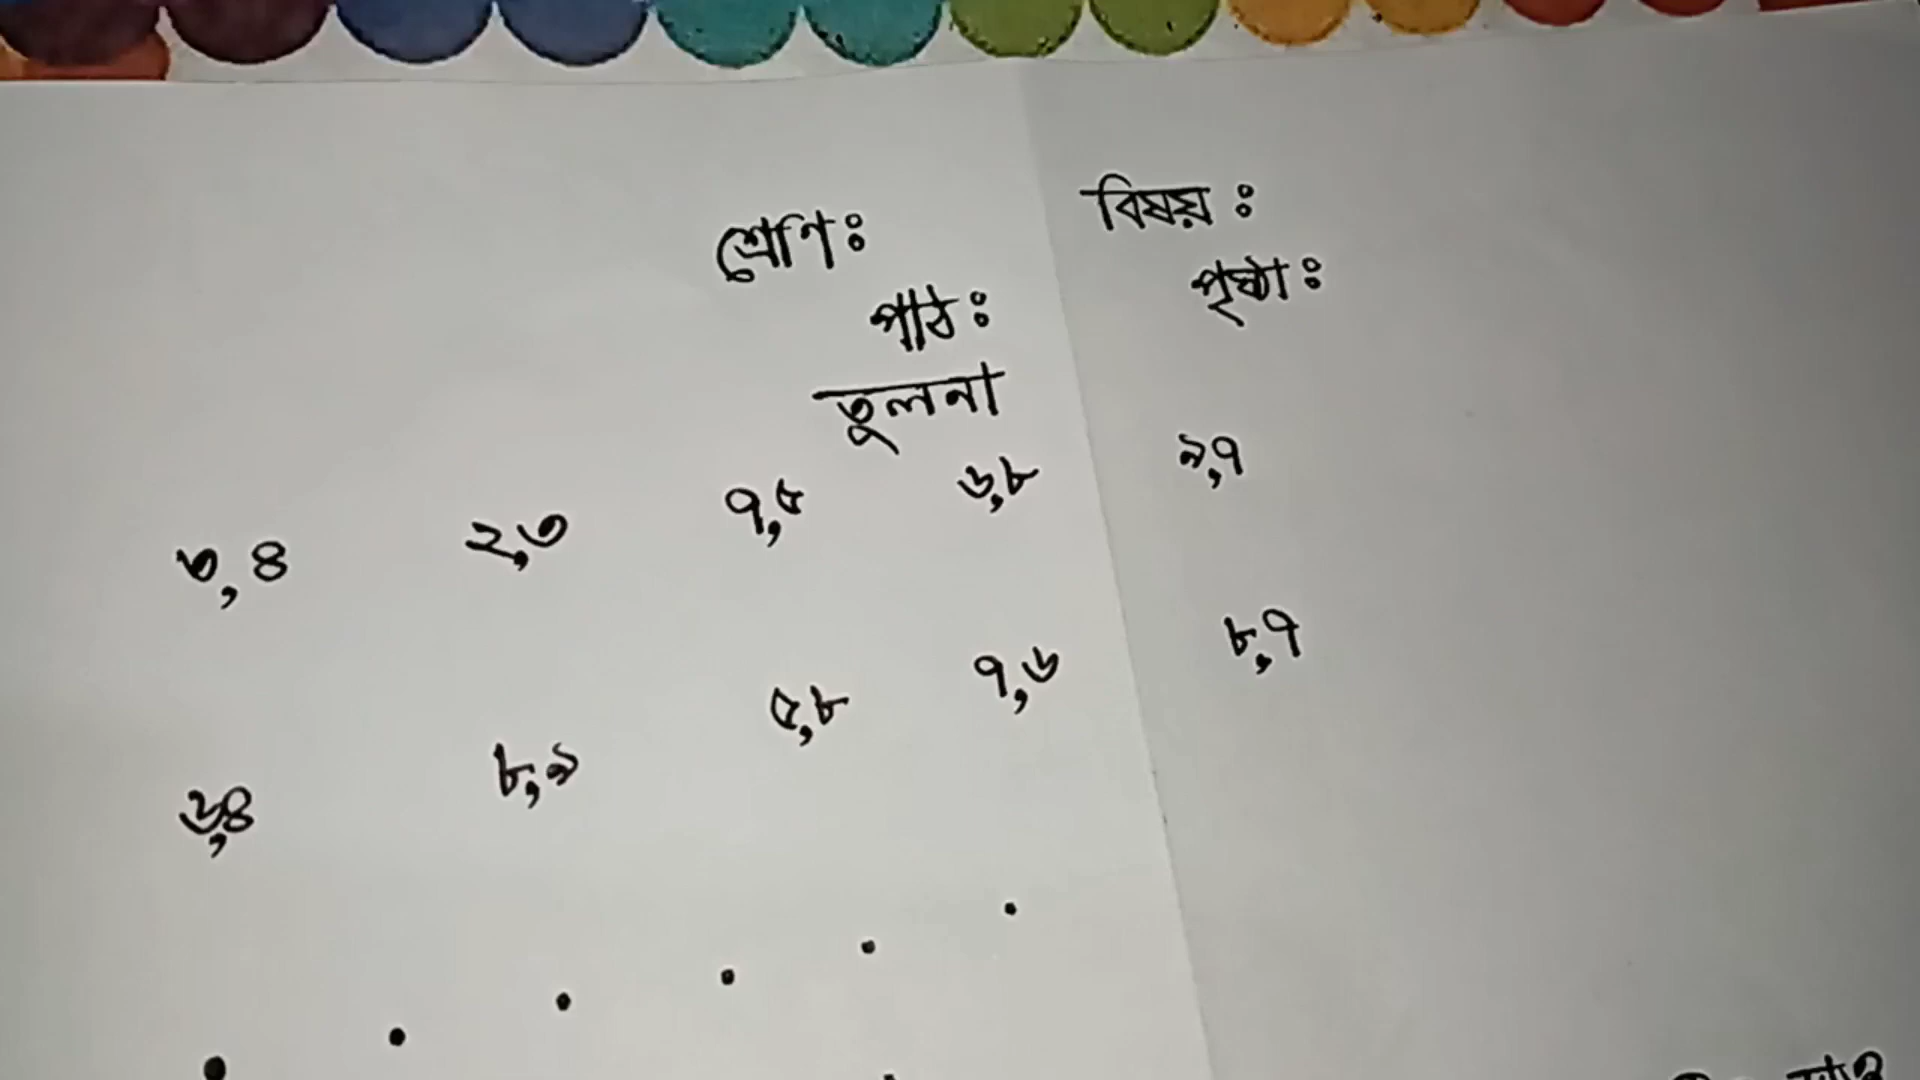 শ্রেণিঃ বিষয়ঃ
পাঠঃ পৃষ্ঠাঃ
তুলনা
৩,৪ ২,৩ ৭,৫ ৬,৮ ৯,৭
৬,৪ ৮,৯ ৫,৮ ৭,৬ ৮,৭